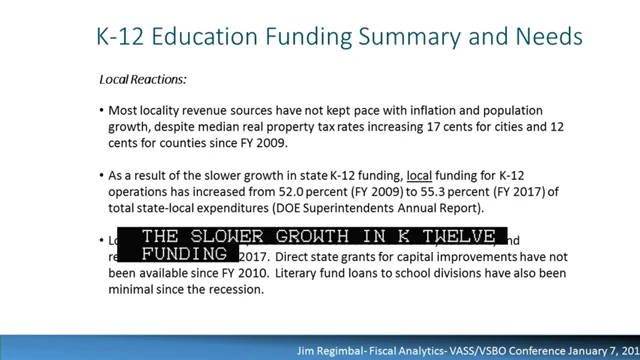 K-12 Education Funding Summary and Needs
Local Reactions:
• Most locality revenue sources have not kept pace with inflation and population
growth, despite median real property tax rates increasing 17 cents for cities and 12
cents for counties since FY 2009.
• As a result of the slower growth in state K-12 funding, local funding for K-12
operations has increased from 52.0 percent (FY 2009) to 55.3 percent (FY 2017) of
total state-local expenditures (DOE Superintendents Annual Report).
THE SLOWER GROWTH IN K TWELVE
FUNDING
2017. Direct state grants for capital improvements have not
been available since FY 2010. Literary fund loans to school divisions have also been
minimal since the recession.
Jim Regimbal- Fiscal Analytics- VASS/VSBO Conference January 7, 201